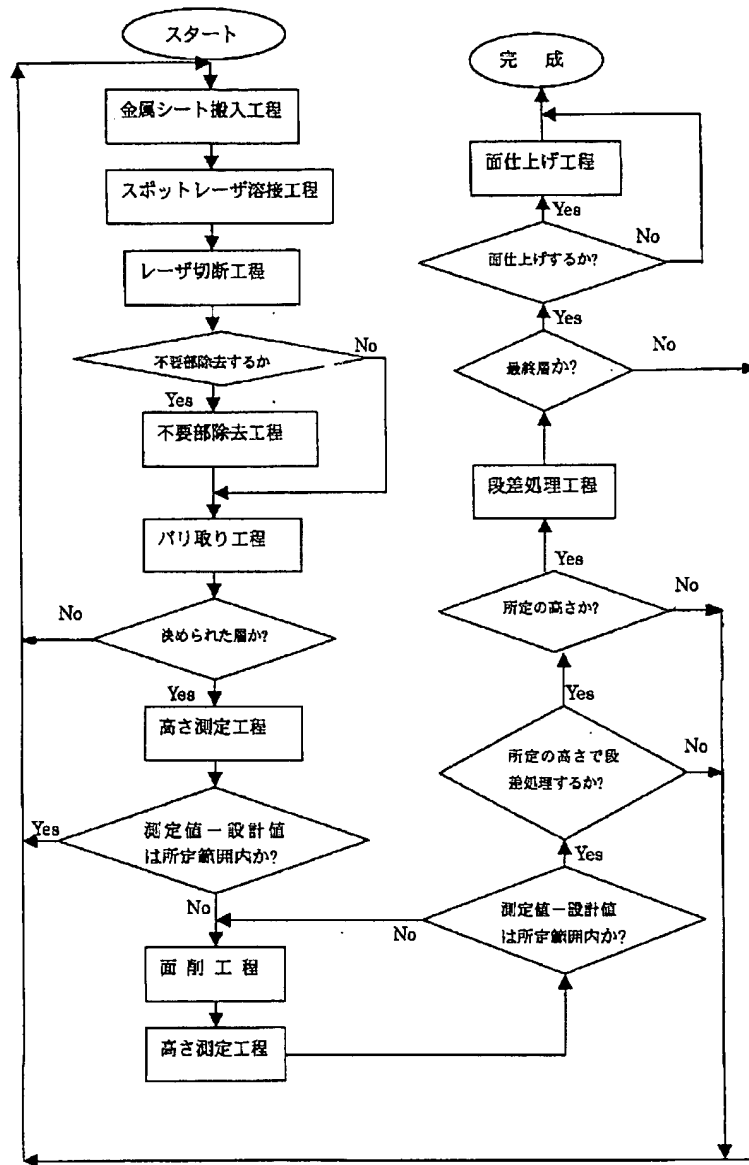 スタート
金属シート搬入工程
スポットレーザ溶接工程
レーザ切断工程
不要部除去するか
No
Yes
不要部除去工程
バリ取り工程
No
決められた層か?
Yes
高さ測定工程
Yes
測定値－設計値
は所定範囲内か?
No
面削工程
高さ測定工程
完成
面仕上げ工程
Yes
No
面仕上げするか?
Yes
No
最終層か?
段差処理工程
Yes
No
所定の高さか?
Yes
所定の高さで段
差処理するか?
No
Yes
測定値－設計値
は所定範囲内か?
No